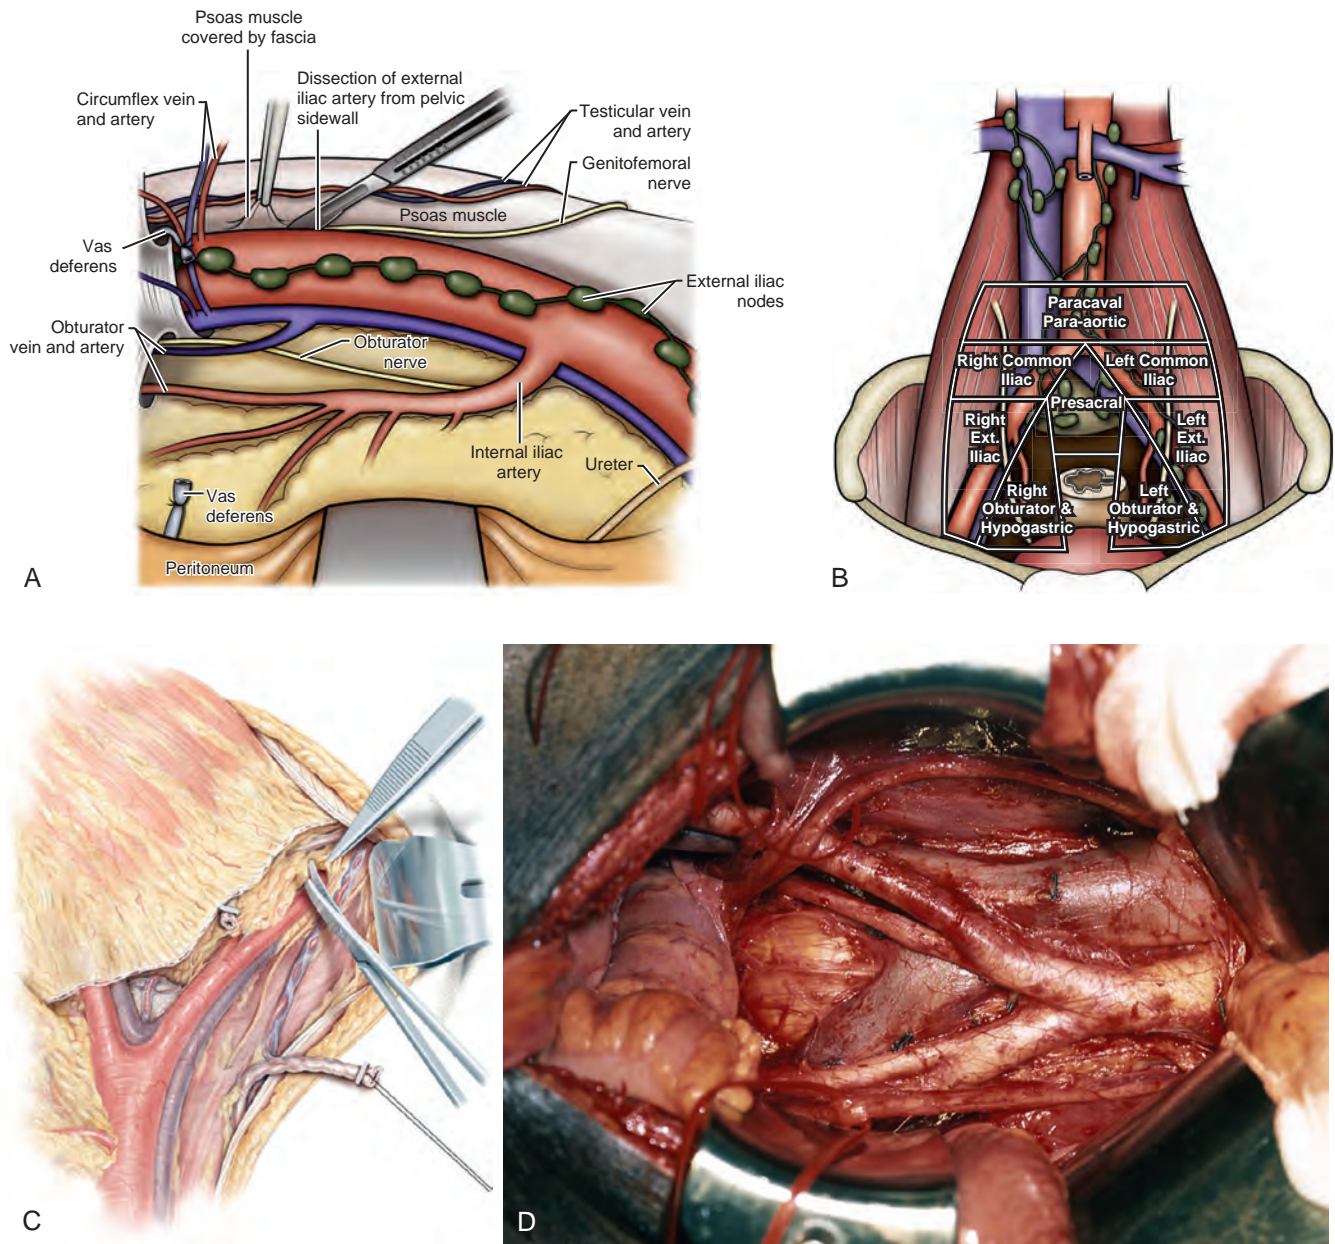 Psoas muscle
covered by fascia
Dissection of external
iliac artery from pelvic
sidewall
Circumflex vein
and artery
Testicular vein
and artery
Genitofemoral
nerve
Psoas muscle
Vas
deferens
External iliac
nodes
Obturator
vein and artery
Obturator
nerve
Internal iliac
artery
Ureter
Vas
deferens
Peritoneum
A
Paracaval
Para-aortic
Right Common
Iliac
Left Common
Iliac
Presacral
Right
Ext.
Iliac
Left
Ext.
Iliac
Right
Obturator &
Hypogastric
Left
Obturator &
Hypogastric
B
C
D